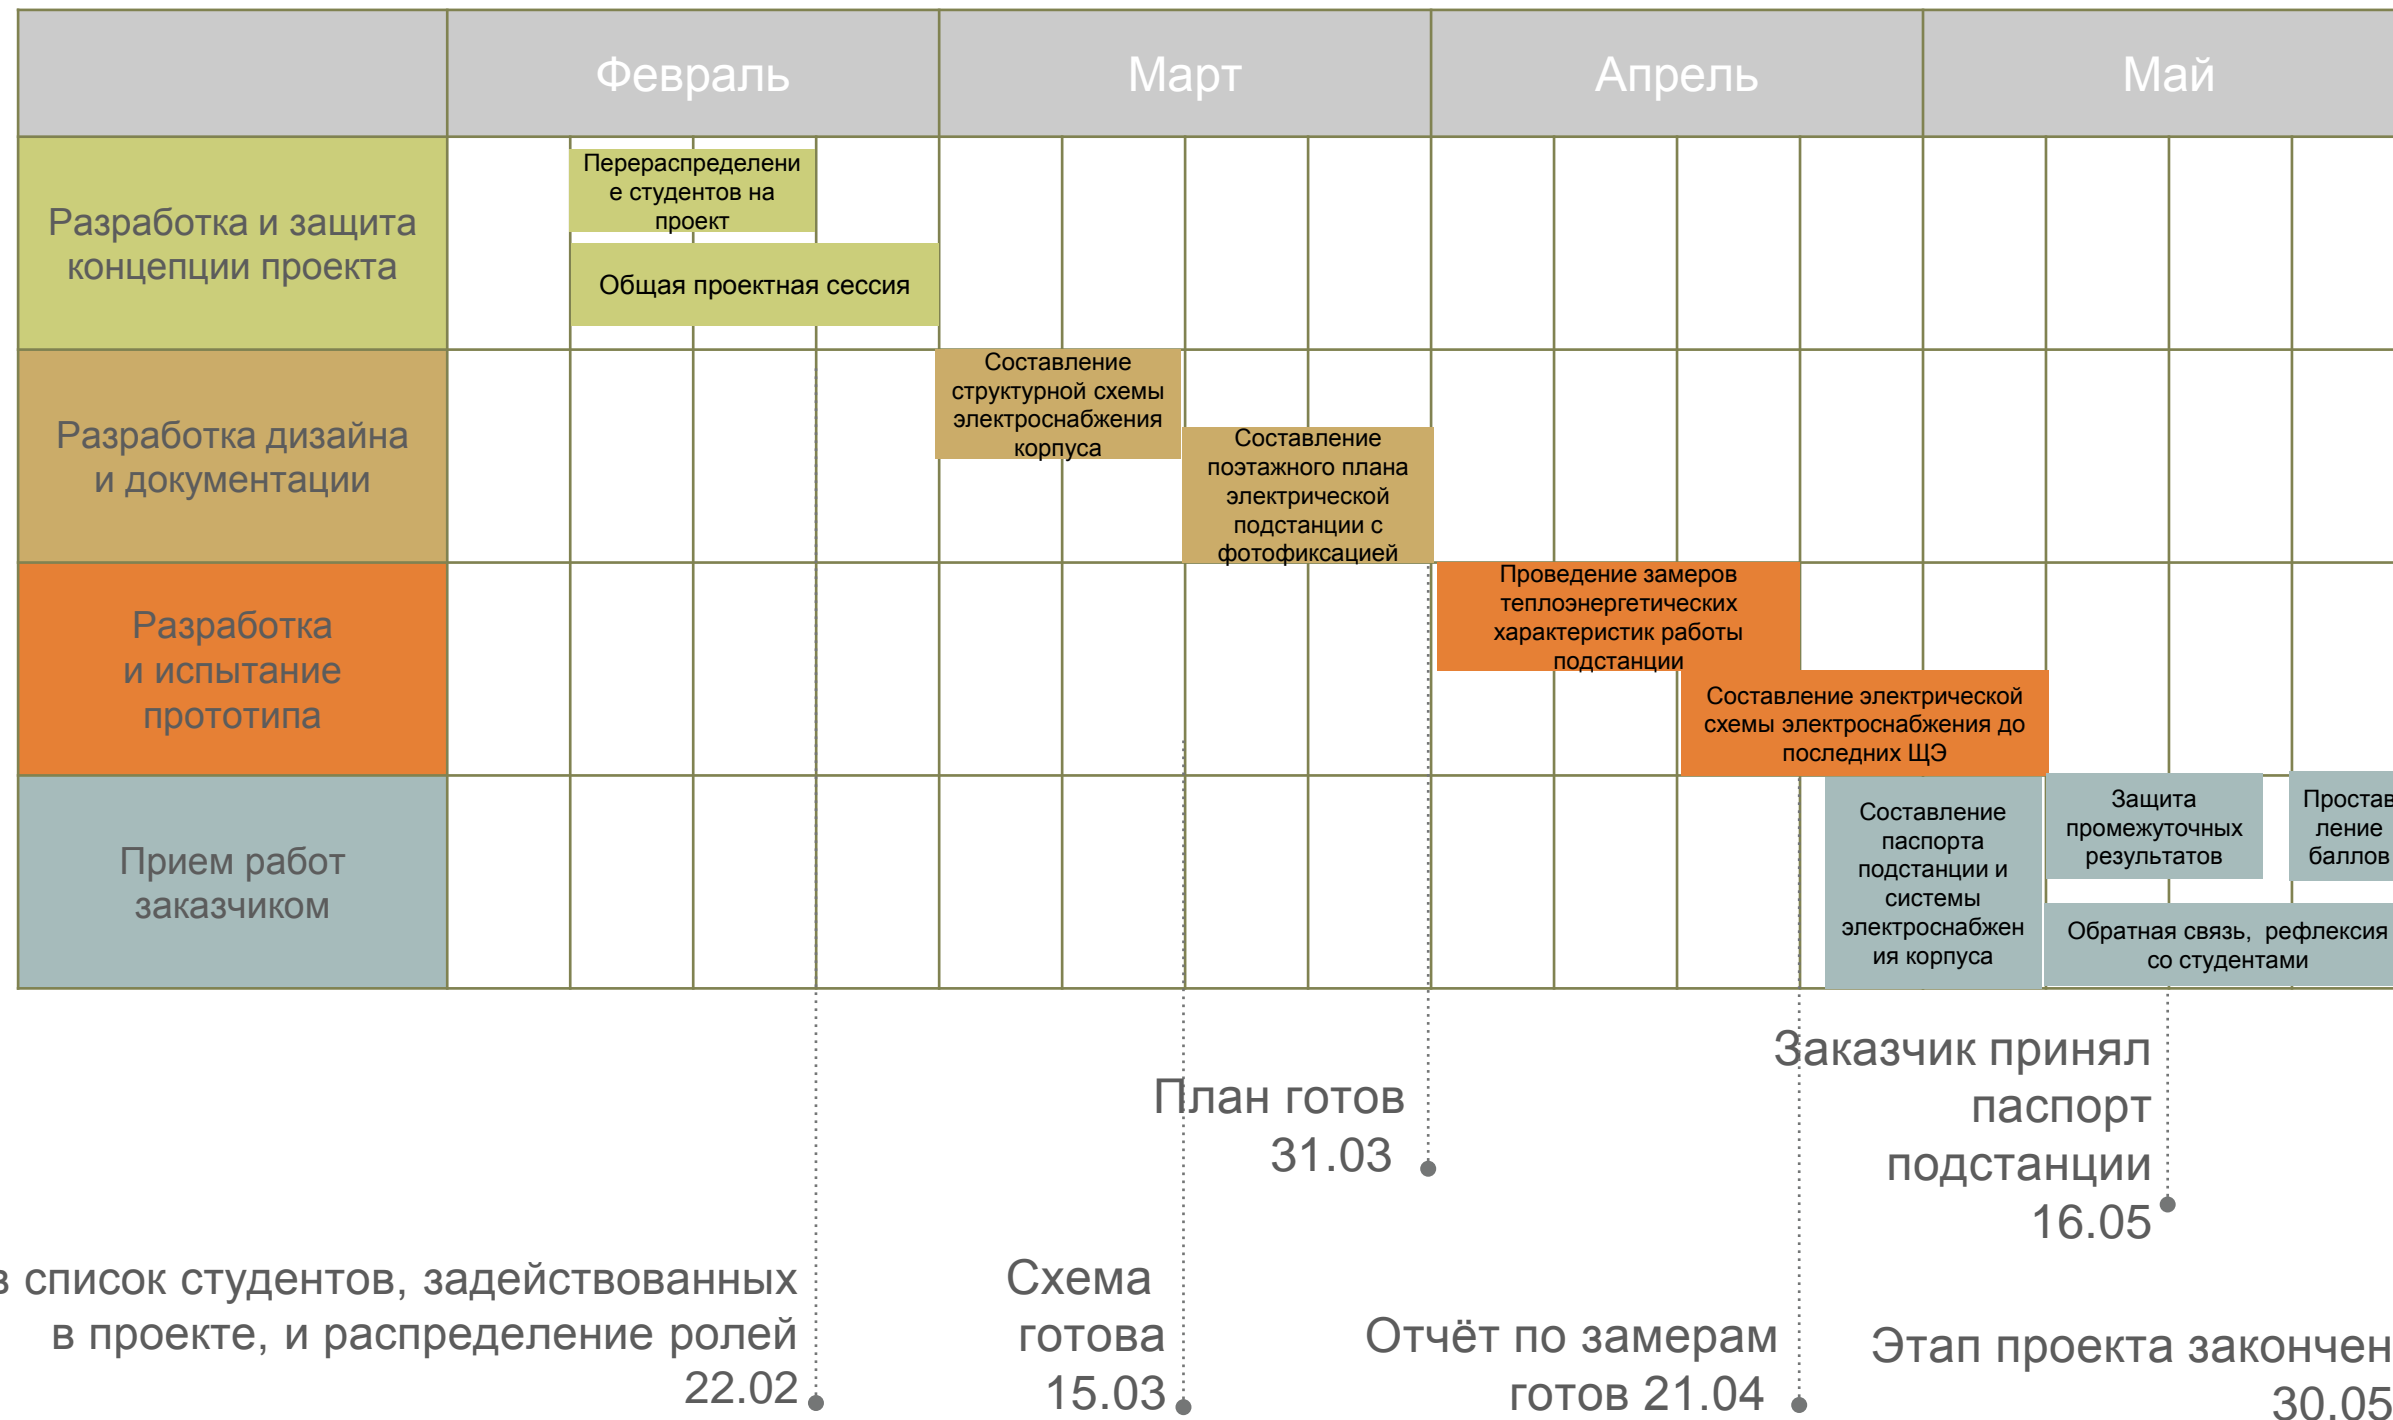 Февраль
Март
Апрель
Май
Разработка и защита
концепции проекта
Перераспределени
е студентов на
проект
Общая проектная сессия
Разработка дизайна
и документации
Составление
структурной схемы
электроснабжения
корпуса
Составление
поэтажного плана
электрической
подстанции с
фотофиксацией
Разработка
и испытание
прототипа
Проведение замеров
теплоэнергетических
характеристик работы
подстанции
Составление электрической
схемы электроснабжения до
последних ЩЭ
Прием работ
заказчиком
Составление
паспорта
подстанции и
системы
электроснабжен
ия корпуса
Защита
промежуточных
результатов
Простав
ление
баллов
Обратная связь, рефлексия
со студентами
План готов
31.03
Заказчик принял
паспорт
подстанции
16.05
в список студентов, задействованных
в проекте, и распределение ролей
22.02
Схема
готова
15.03
Отчёт по замерам
готов 21.04
Этап проекта закончен
30.05